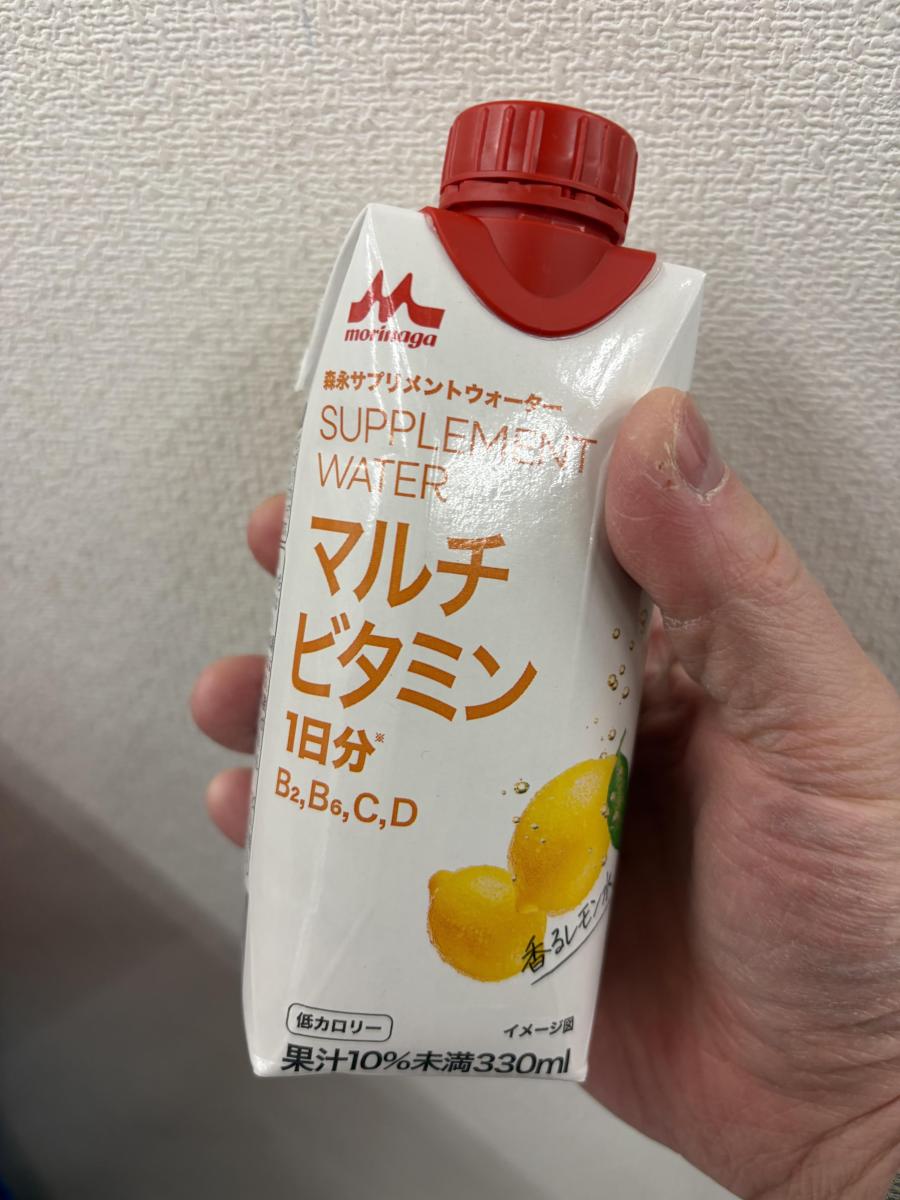 morinaga
森永サプリメントウォーター
SUPPLEMENT
WATER
マルチ
ビタミン
1日分※
B₂,B₆,C,D
香るレモン水
低カロリー
イメージ図
果汁10%未満330ml